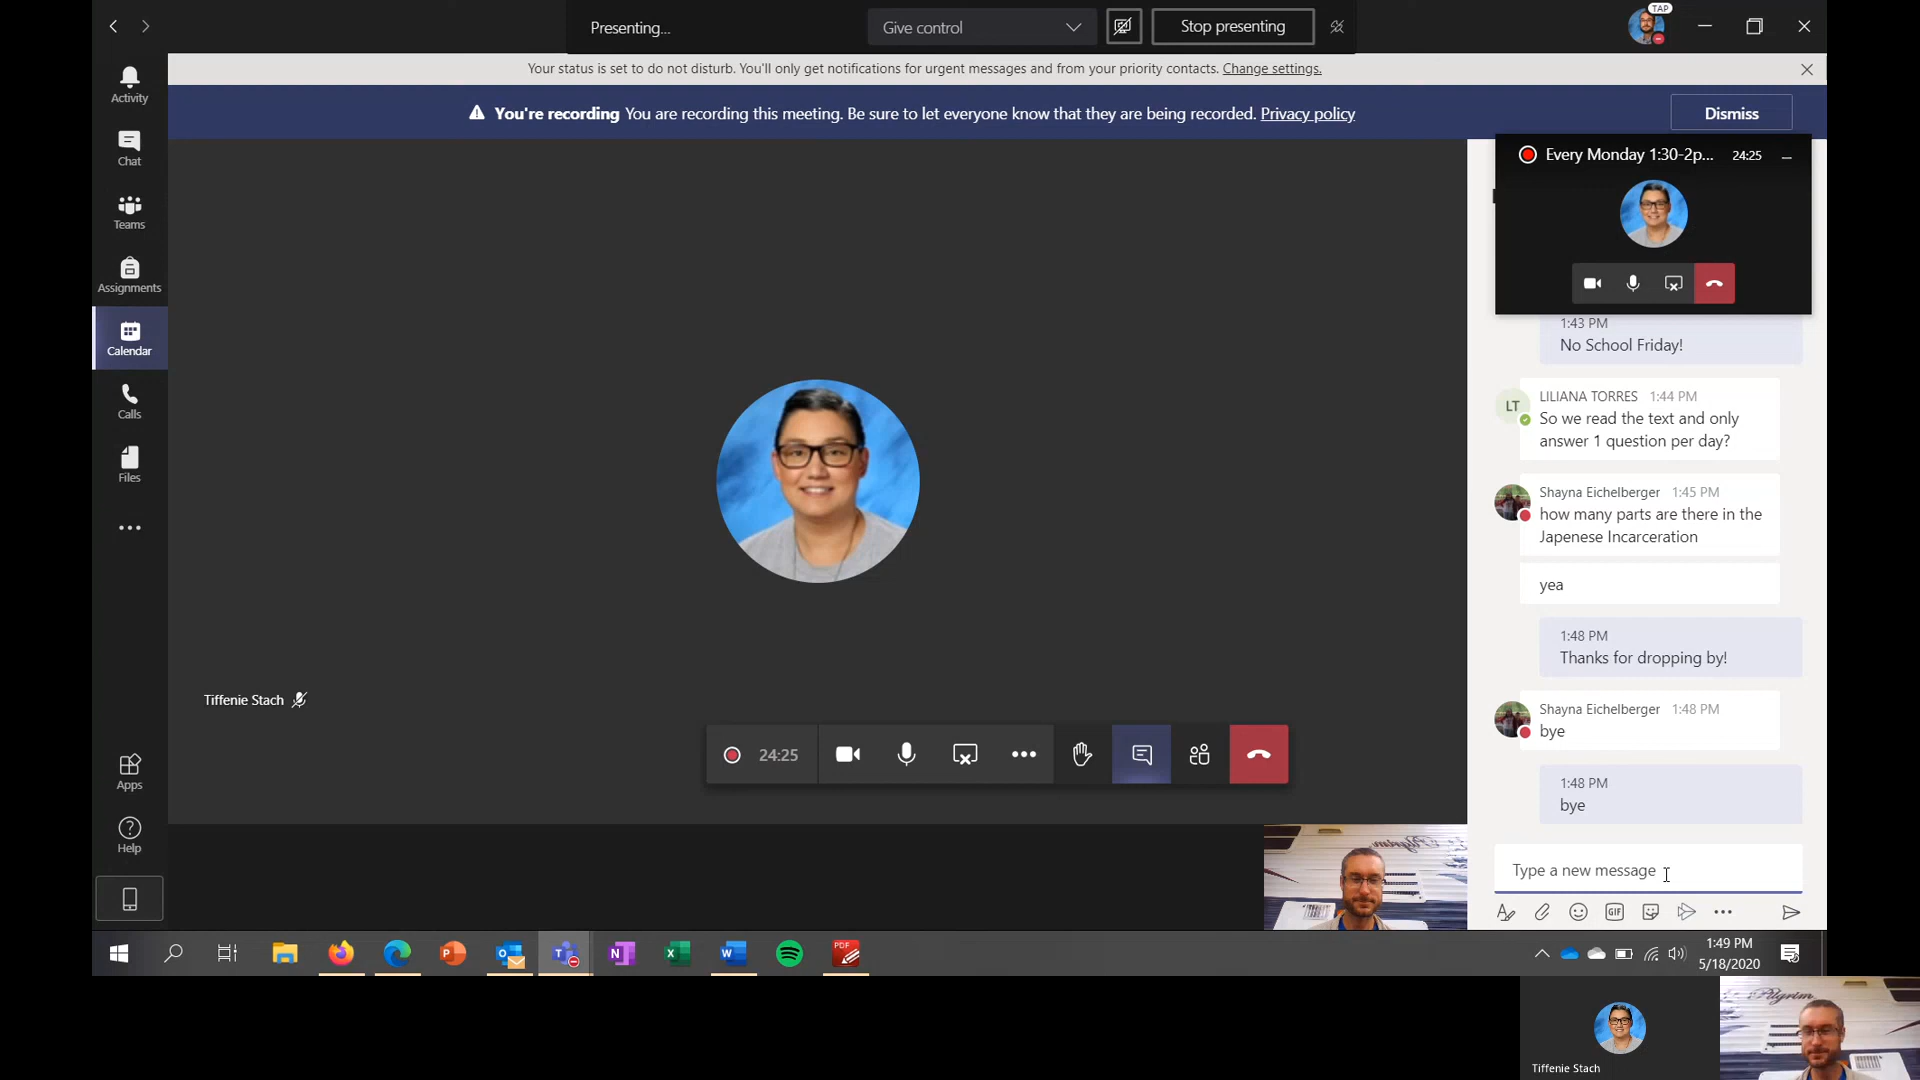 Presenting...
Give control
Stop presenting
TAP
Your status is set to do not disturb. You'll only get notifications for urgent messages and from your priority contacts. Change settings.
You're recording You are recording this meeting. Be sure to let everyone know that they are being recorded. Privacy policy
Dismiss
Activity
Chat
Teams
Assignments
Calendar
Calls
Files
Apps
Help
Every Monday 1:30-2p... 24:25
1:43 PM
No School Friday!
LT
LILIANA TORRES 1:44 PM
So we read the text and only
answer 1 question per day?
Shayna Eichelberger 1:45 PM
how many parts are there in the
Japenese Incarceration
yea
1:48 PM
Thanks for dropping by!
Shayna Eichelberger 1:48 PM
bye
1:48 PM
bye
Tiffenie Stach
24:25
Type a new message
GIF
PDF
1:49 PM
5/18/2020
Pilgrim
Tiffenie Stach